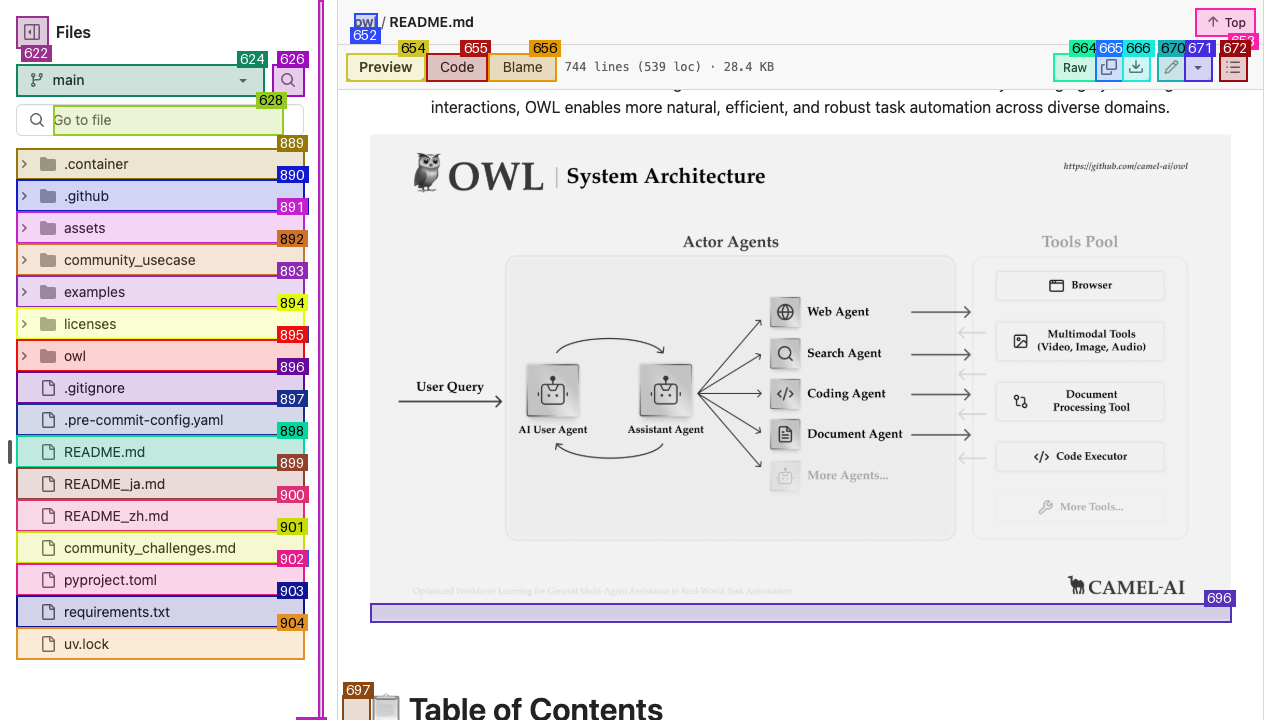 Files
622
main
624
626
Go to file
628
.container
889
.github
890
assets
891
community_usecase
892
examples
893
licenses
894
owl
895
.gitignore
896
.pre-commit-config.yaml
897
README.md
898
README_ja.md
899
README_zh.md
900
community_challenges.md
901
pyproject.toml
902
requirements.txt
903
uv.lock
904
owl / README.md
652
Top
653
Preview
654
Code
655
Blame
656
744 lines (539 loc) · 28.4 KB
Raw
664
665
666
670
671
672
interactions, OWL enables more natural, efficient, and robust task automation across diverse domains.
OWL | System Architecture
https://github.com/camel-ai/owl
Actor Agents
Tools Pool
User Query
AI User Agent
Assistant Agent
Web Agent
Search Agent
Coding Agent
Document Agent
More Agents...
Browser
Multimodal Tools
(Video, Image, Audio)
Document
Processing Tool
Code Executor
More Tools...
Optimized Workforce Learning for General Multi-Agent Assistance in Real-World Task Automation
CAMEL-AI
696
697
Table of Contents